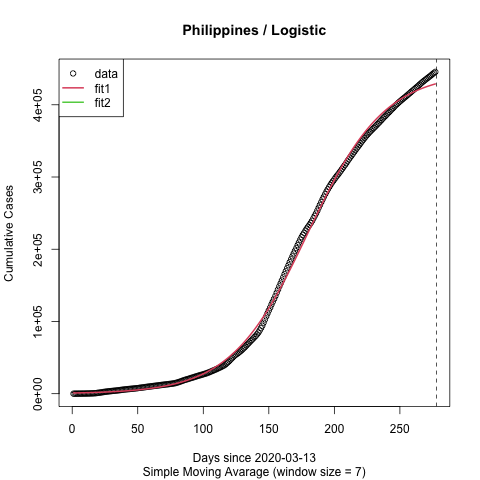 Philippines / Logistic
data
fit1
fit2
Cumulative Cases
4e+05
3e+05
2e+05
1e+05
0e+00
0 50 100 150 200 250
Days since 2020-03-13
Simple Moving Avarage (window size = 7)